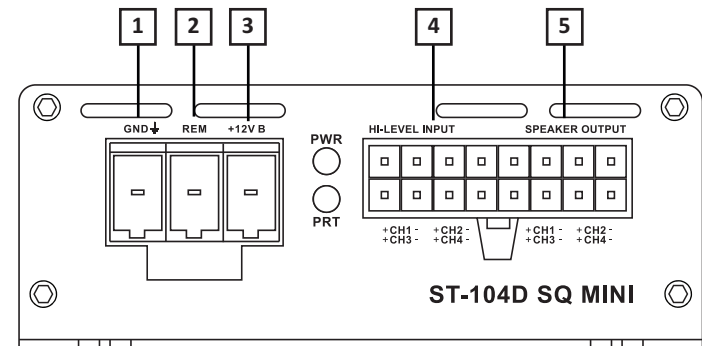 1 2 3 4 5
GND REM +12V B HI-LEVEL INPUT SPEAKER OUTPUT
PWR
PRT
+CH1- +CH2- +CH1- +CH2-
+CH3- +CH4- +CH3- +CH4-
ST-104D SQ MINI